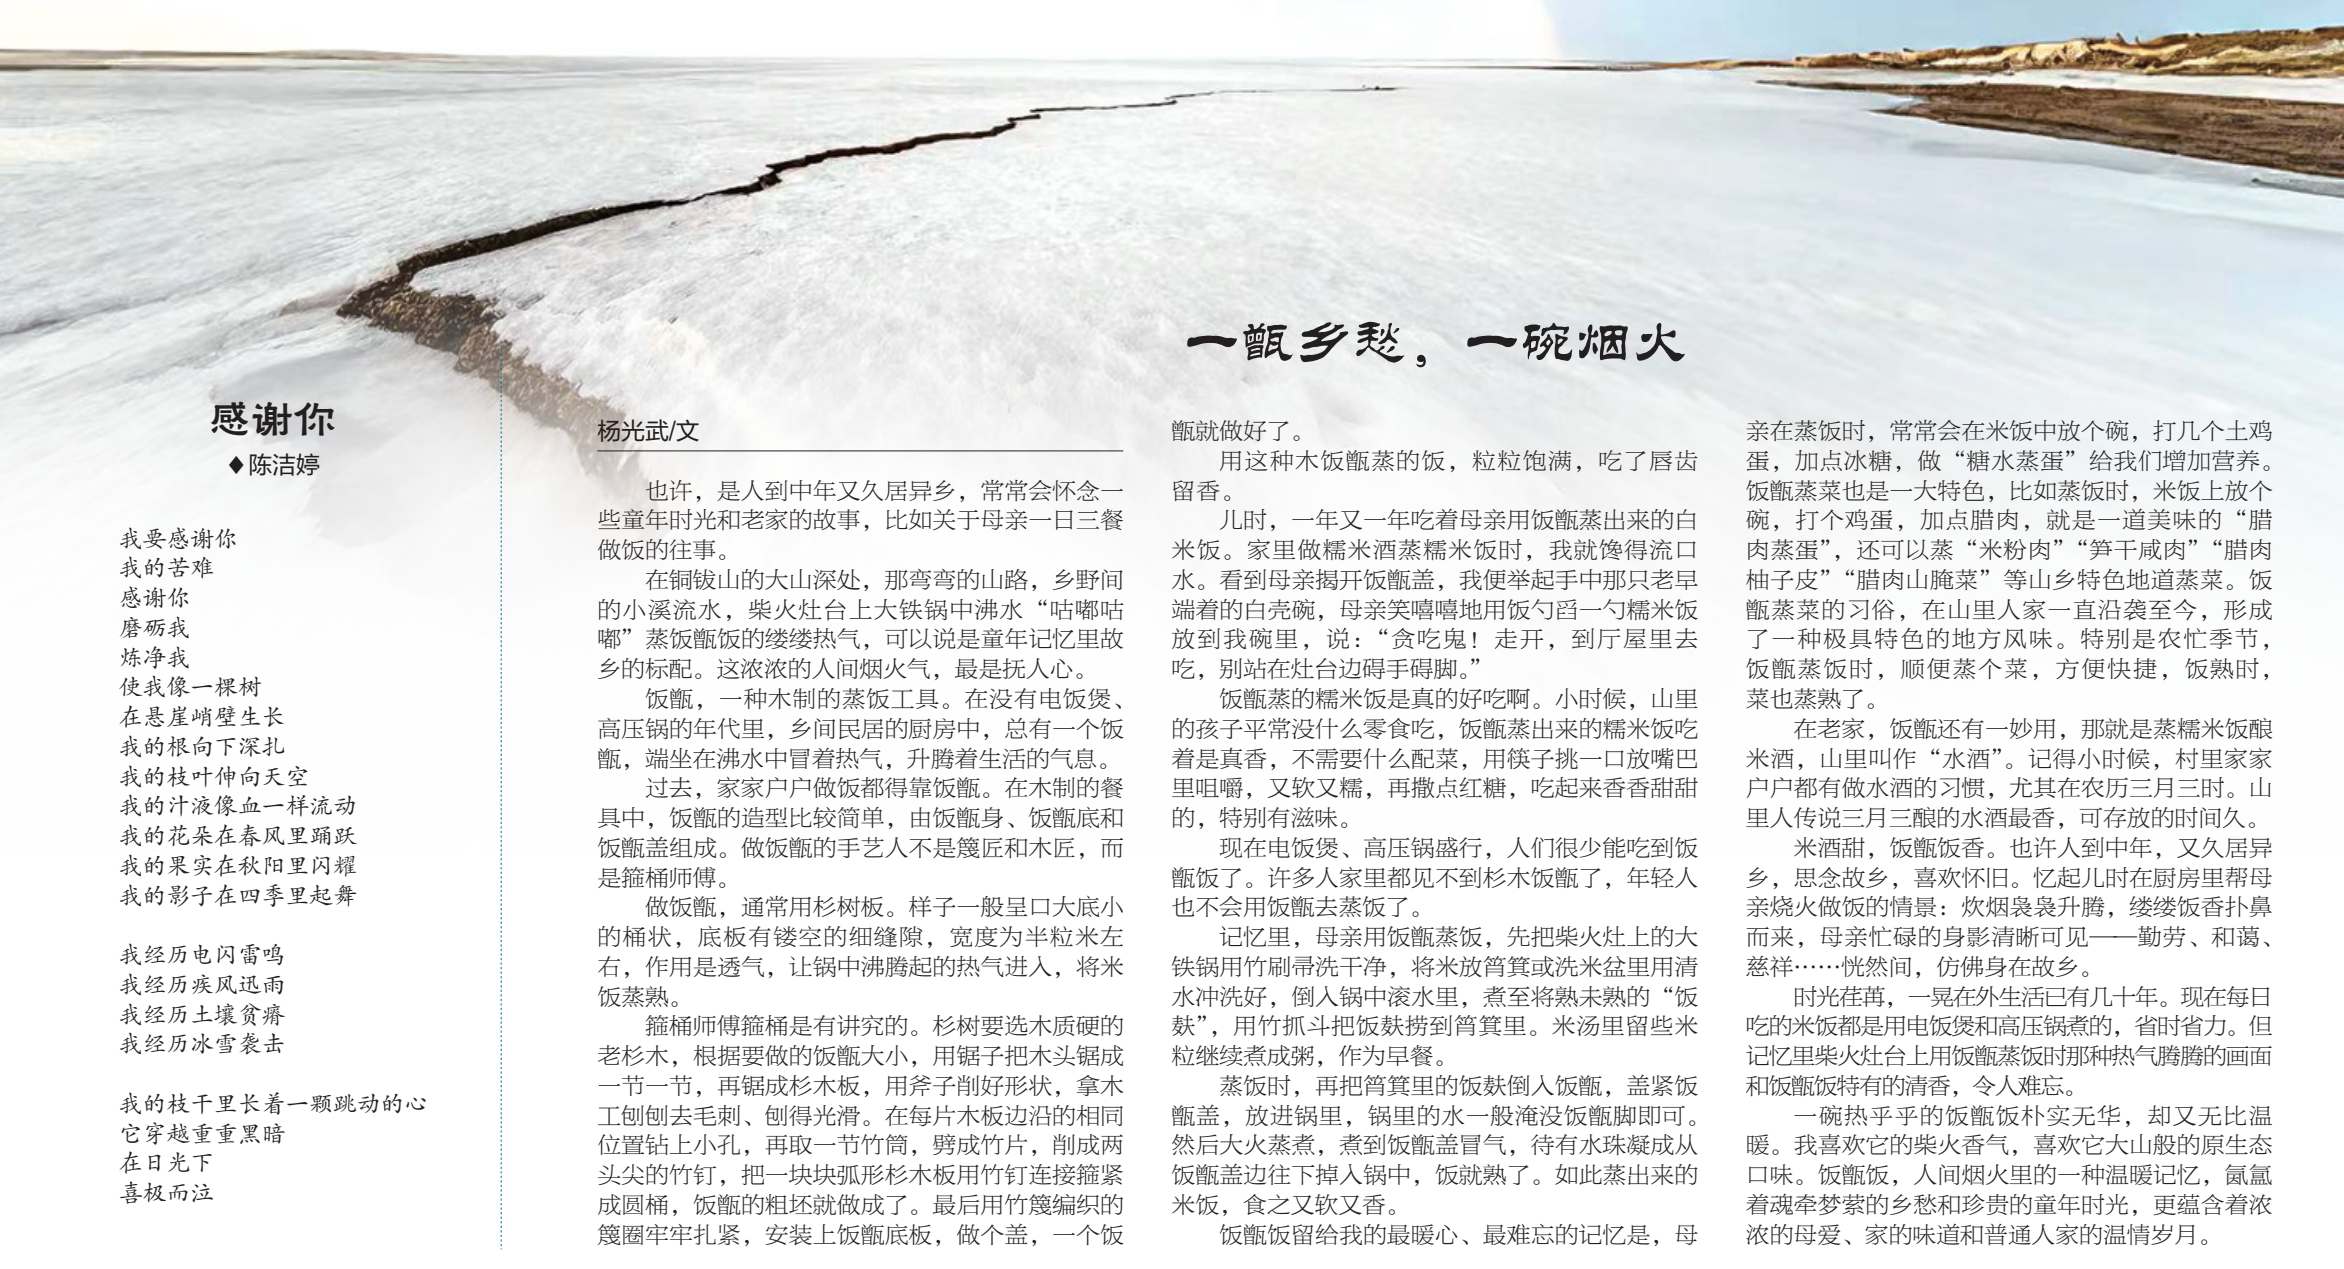 感谢你
♦陈洁婷
我要感谢你
我的苦难
感谢你
磨砺我
炼净我
使我像一棵树
在悬崖峭壁生长
我的根向下深扎
我的枝叶伸向天空
我的汁液像血一样流动
我的花朵在春风里踊跃
我的果实在秋阳里闪耀
我的影子在四季里起舞
我经历电闪雷鸣
我经历疾风迅雨
我经历土壤贫瘠
我经历冰雪袭击
我的枝干里长着一颗跳动的心
它穿越重重黑暗
在日光下
喜极而泣
一甑乡愁，一碗烟火
杨光武/文
也许，是人到中年又久居异乡，常常会怀念一
些童年时光和老家的故事，比如关于母亲一日三餐
做饭的往事。
在铜钹山的大山深处，那弯弯的山路，乡野间
的小溪流水，柴火灶台上大铁锅中沸水“咕嘟咕
嘟”蒸饭甑饭的缕缕热气，可以说是童年记忆里故
乡的标配。这浓浓的人间烟火气，最是抚人心。
饭甑，一种木制的蒸饭工具。在没有电饭煲、
高压锅的年代里，乡间民居的厨房中，总有一个饭
甑，端坐在沸水中冒着热气，升腾着生活的气息。
过去，家家户户做饭都得靠饭甑。在木制的餐
具中，饭甑的造型比较简单，由饭甑身、饭甑底和
饭甑盖组成。做饭甑的手艺人不是篾匠和木匠，而
是箍桶师傅。
做饭甑，通常用杉树板。样子一般呈口大底小
的桶状，底板有镂空的细缝隙，宽度为半粒米左
右，作用是透气，让锅中沸腾起的热气进入，将米
饭蒸熟。
箍桶师傅箍桶是有讲究的。杉树要选木质硬的
老杉木，根据要做的饭甑大小，用锯子把木头锯成
一节一节，再锯成杉木板，用斧子削好形状，拿木
工刨刨去毛刺、刨得光滑。在每片木板边沿的相同
位置钻上小孔，再取一节竹筒，劈成竹片，削成两
头尖的竹钉，把一块块弧形杉木板用竹钉连接箍紧
成圆桶，饭甑的粗坯就做成了。最后用竹篾编织的
篾圈牢牢扎紧，安装上饭甑底板，做个盖，一个饭
甑就做好了。
用这种木饭甑蒸的饭，粒粒饱满，吃了唇齿
留香。
儿时，一年又一年吃着母亲用饭甑蒸出来的白
米饭。家里做糯米酒蒸糯米饭时，我就馋得流口
水。看到母亲揭开饭甑盖，我便举起手中那只老早
端着的白壳碗，母亲笑嘻嘻地用饭勺舀一勺糯米饭
放到我碗里，说：“贪吃鬼！走开，到厅屋里去
吃，别站在灶台边碍手碍脚。”
饭甑蒸的糯米饭是真的好吃啊。小时候，山里
的孩子平常没什么零食吃，饭甑蒸出来的糯米饭吃
着是真香，不需要什么配菜，用筷子挑一口放嘴巴
里咀嚼，又软又糯，再撒点红糖，吃起来香香甜甜
的，特别有滋味。
现在电饭煲、高压锅盛行，人们很少能吃到饭
甑饭了。许多人家里都见不到杉木饭甑了，年轻人
也不会用饭甑去蒸饭了。
记忆里，母亲用饭甑蒸饭，先把柴火灶上的大
铁锅用竹刷帚洗干净，将米放筲箕或洗米盆里用清
水冲洗好，倒入锅中滚水里，煮至将熟未熟的“饭
麸”，用竹抓斗把饭麸捞到筲箕里。米汤里留些米
粒继续煮成粥，作为早餐。
蒸饭时，再把筲箕里的饭麸倒入饭甑，盖紧饭
甑盖，放进锅里，锅里的水一般淹没饭甑脚即可。
然后大火蒸煮，煮到饭甑盖冒气，待有水珠凝成从
饭甑盖边往下掉入锅中，饭就熟了。如此蒸出来的
米饭，食之又软又香。
饭甑饭留给我的最暖心、最难忘的记忆是，母
亲在蒸饭时，常常会在米饭中放个碗，打几个土鸡
蛋，加点冰糖，做“糖水蒸蛋”给我们增加营养。
饭甑蒸菜也是一大特色，比如蒸饭时，米饭上放个
碗，打个鸡蛋，加点腊肉，就是一道美味的“腊
肉蒸蛋”，还可以蒸“米粉肉”“笋干咸肉”“腊肉
柚子皮”“腊肉山腌菜”等山乡特色地道蒸菜。饭
甑蒸菜的习俗，在山里人家一直沿袭至今，形成
了一种极具特色的地方风味。特别是农忙季节，
饭甑蒸饭时，顺便蒸个菜，方便快捷，饭熟时，
菜也蒸熟了。
在老家，饭甑还有一妙用，那就是蒸糯米饭酿
米酒，山里叫作“水酒”。记得小时候，村里家家
户户都有做水酒的习惯，尤其在农历三月三时。山
里人传说三月三酿的水酒最香，可存放的时间久。
米酒甜，饭甑饭香。也许人到中年，又久居异
乡，思念故乡，喜欢怀旧。忆起儿时在厨房里帮母
亲烧火做饭的情景：炊烟袅袅升腾，缕缕饭香扑鼻
而来，母亲忙碌的身影清晰可见——勤劳、和蔼、
慈祥……恍然间，仿佛身在故乡。
时光荏苒，一晃在外生活已有几十年。现在每日
吃的米饭都是用电饭煲和高压锅煮的，省时省力。但
记忆里柴火灶台上用饭甑蒸饭时那种热气腾腾的画面
和饭甑饭特有的清香，令人难忘。
一碗热乎乎的饭甑饭朴实无华，却又无比温
暖。我喜欢它的柴火香气，喜欢它大山般的原生态
口味。饭甑饭，人间烟火里的一种温暖记忆，氤氲
着魂牵梦萦的乡愁和珍贵的童年时光，更蕴含着浓
浓的母爱、家的味道和普通人家的温情岁月。